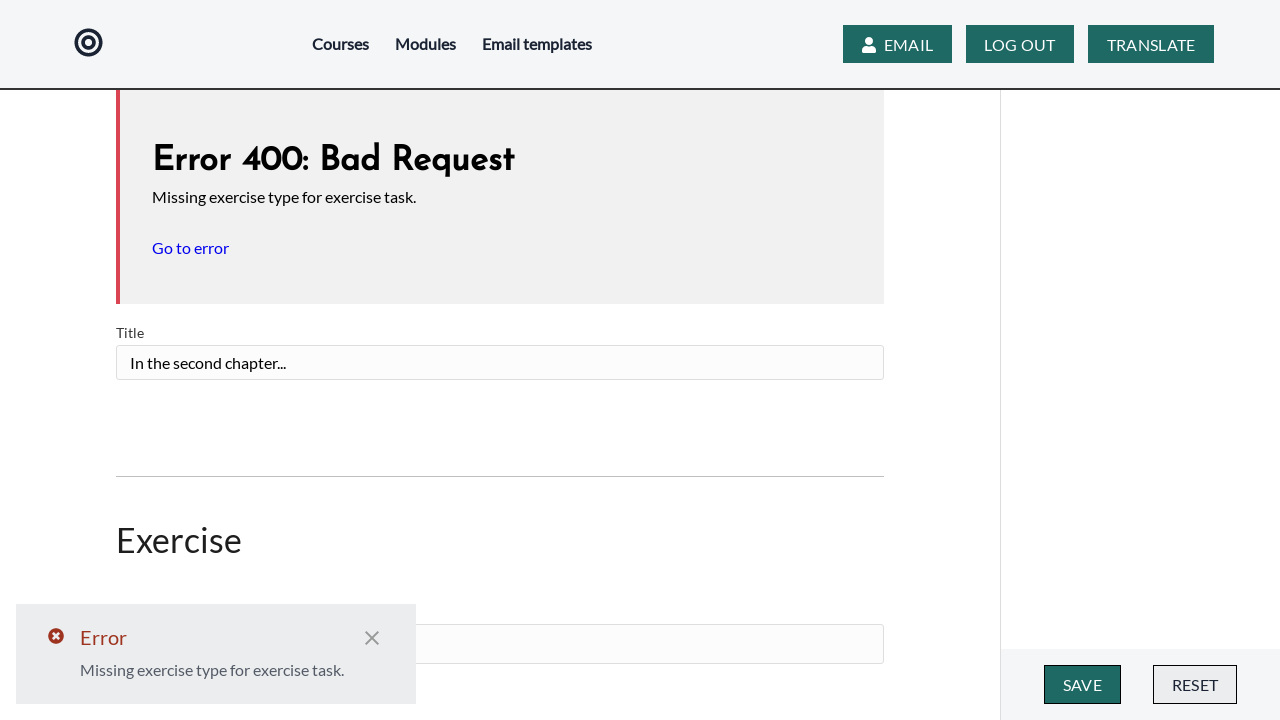 Courses Modules Email templates EMAIL LOG OUT TRANSLATE
Error 400: Bad Request
Missing exercise type for exercise task.
Go to error
Title
In the second chapter...
Exercise
Error
Missing exercise type for exercise task.
SAVE RESET